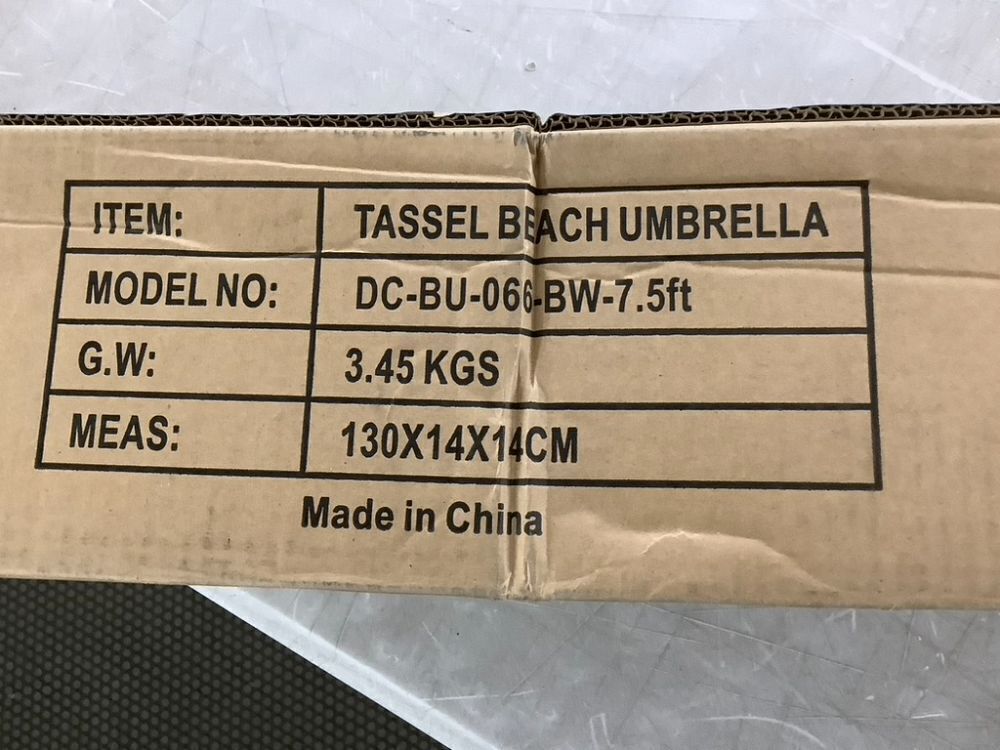 ITEM: TASSEL BEACH UMBRELLA
MODEL NO: DC-BU-066-BW-7.5ft
G.W: 3.45 KGS
MEAS: 130X14X14CM
Made in China